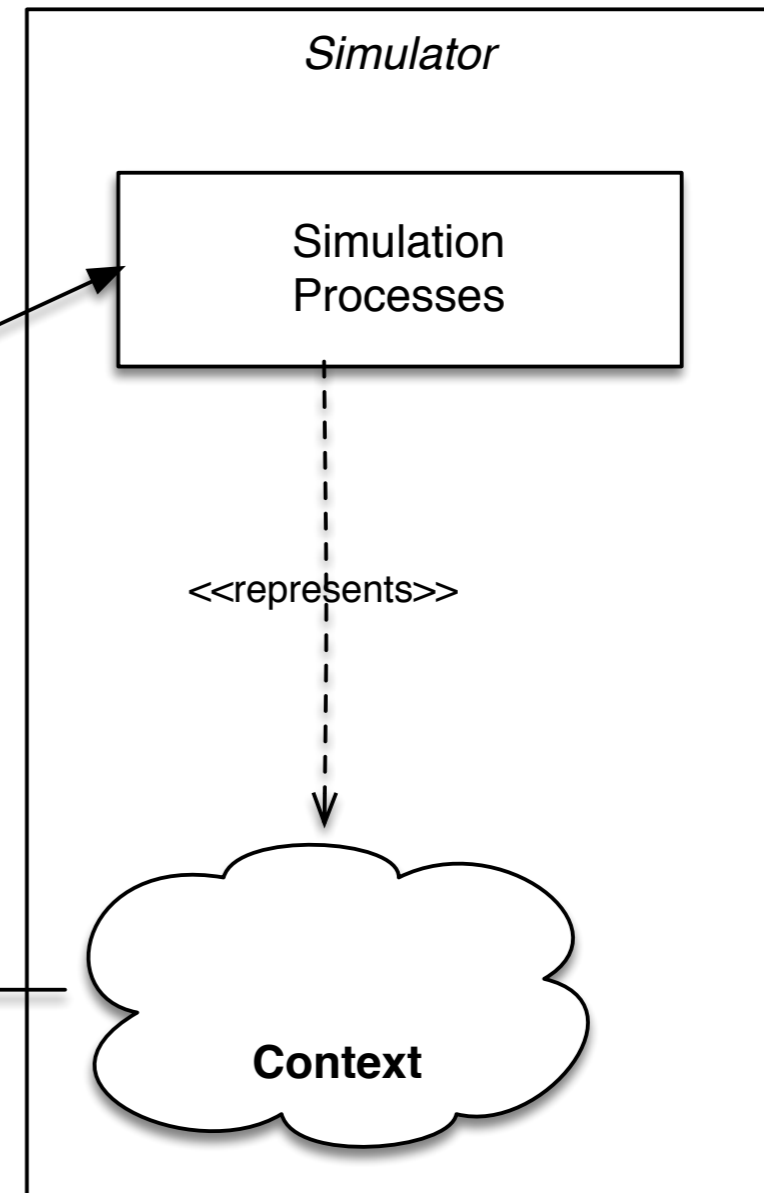 Simulator
Simulation
Processes
<<represents>>
Context